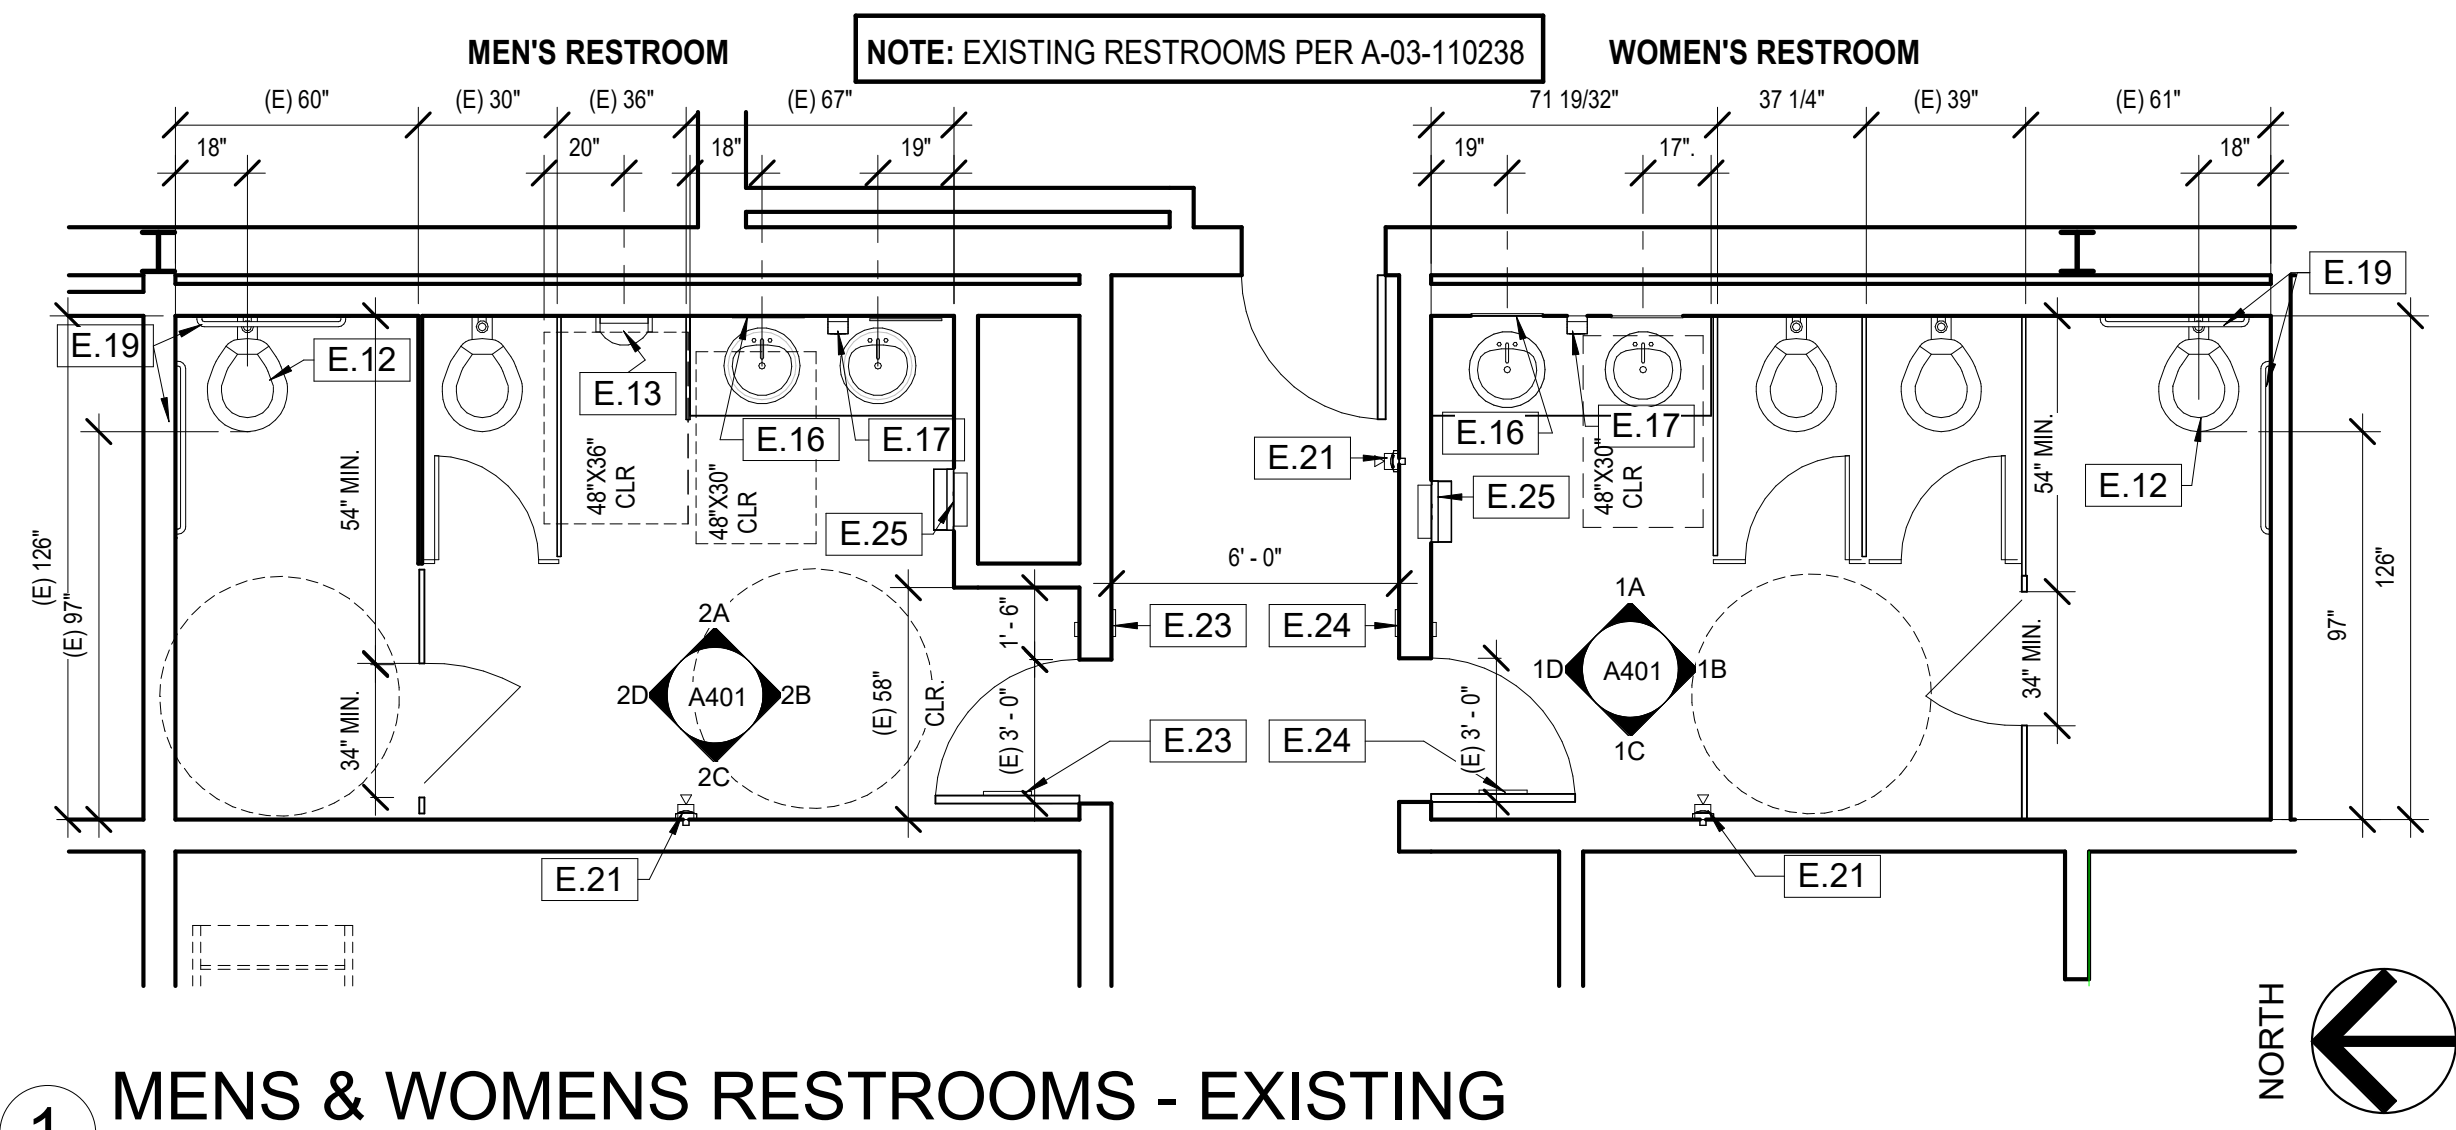 MEN'S RESTROOM
NOTE: EXISTING RESTROOMS PER A-03-110238
WOMEN'S RESTROOM
(E) 60"
(E) 30"
(E) 36"
(E) 67"
71 19/32"
37 1/4"
(E) 39"
(E) 61"
18"
20"
18"
19"
19"
17".
18"
E.19
E.19
E.12
E.13
E.16
E.17
E.16
E.17
E.21
E.12
48"X36"
CLR
48"X30"
CLR
48"X30"
CLR
54" MIN.
54" MIN.
E.25
E.25
(E) 126"
(E) 97"
6' - 0"
126"
97"
1' - 6"
2A
2B
2C
2D
A401
1A
1B
1C
1D
A401
E.23
E.24
34" MIN.
34" MIN.
(E) 58"
CLR.
(E) 3' - 0"
(E) 3' - 0"
E.23
E.24
E.21
E.21
NORTH
1
MENS & WOMENS RESTROOMS - EXISTING